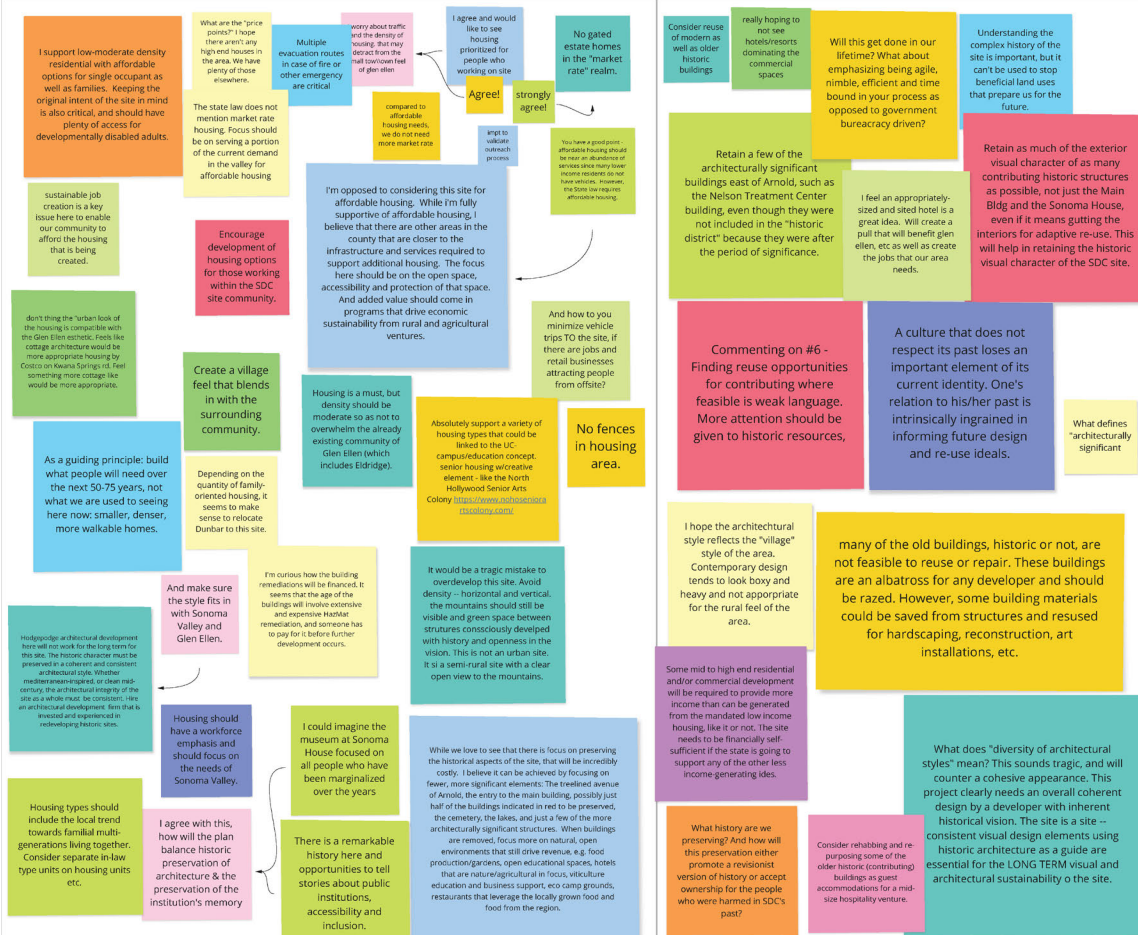 I support low-moderate density
residential with affordable
options for single occupant as
well as families.  Keeping the
original intent of the site in mind
is also critical, and should have
plenty of access for
developmentally disabled adults.
What are the "price
points?" I hope
there aren't any
high end houses in
the area. We have
plenty of those
elsewhere.
Multiple
evacuation routes
in case of fire or
other emergency
are critical
worry about traffic
and the density of
housing. that may
detract from the
small town/town feel
of glen ellen
I agree and would
like to see
housing
prioritized for
people who
working on site
No gated
estate homes
in the "market
rate" realm.
Agree!
strongly
agree!
The state law does not
mention market rate
housing. Focus should
be on serving a portion
of the current demand
in the valley for
affordable housing
compared to
affordable
housing needs,
we do not need
more market rate
impt to
validate
outreach
process
You have a good point -
affordable housing should
be near an abundance of
services since many lower
income residents do not
have vehicles.  However,
the State law requires
affordable housing.
sustainable job
creation is a key
issue here to enable
our community to
afford the housing
that is being
created.
Encourage
development of
housing options
for those working
within the SDC
site community.
I'm opposed to considering this site for
affordable housing.  While i'm fully
supportive of affordable housing, I
believe that there are other areas in the
county that are closer to the
infrastructure and services required to
support additional housing.  The focus
here should be on the open space,
accessibility and protection of that space.
And added value should come in
programs that drive economic
sustainability from rural and agricultural
ventures.
don't thing the "urban look of
the housing is compatible with
the Glen Ellen esthetic. Feels like
cottage architecture would be
more appropriate housing by
Costco on Kwana Springs rd. Feel
something more cottage like
would be more appropriate.
Create a village
feel that blends
in with the
surrounding
community.
And how to you
minimize vehicle
trips TO the site, if
there are jobs and
retail businesses
attracting people
from offsite?
Housing is a must, but
density should be
moderate so as not to
overwhelm the already
existing community of
Glen Ellen (which
includes Eldridge).
Absolutely support a variety of
housing types that could be
linked to the UC-
campus/education concept.
senior housing w/creative
element - like the North
Hollywood Senior Arts
Colony https://www.nohoseniora
rtscolony.com/
No fences
in housing
area.
As a guiding principle: build
what people will need over
the next 50-75 years, not
what we are used to seeing
here now: smaller, denser,
more walkable homes.
Depending on the
quantity of family-
oriented housing, it
seems to make
sense to relocate
Dunbar to this site.
I'm curious how the building
remediations will be financed. It
seems that the age of the
buildings will involve extensive
and expensive HazMat
remediation, and someone has
to pay for it before further
development occurs.
It would be a tragic mistake to
overdevelop this site. Avoid
density -- horizontal and vertical.
the mountains should still be
visible and green space between
strutures conssciously develped
with history and openness in the
vision. This is not an urban site.
It si a semi-rural site with a clear
open view to the mountains.
And make sure
the style fits in
with Sonoma
Valley and
Glen Ellen.
Hodgepodge architectural development
here will not work for the long term for
this site. The historic character must be
preserved in a coherent and consistent
architectural style. Whether
mediterranean-inspired, or clean mid-
century, the architectural integrity of the
site as a whole must  be consistent. Hire
an architectural development  firm that is
invested and experienced in
redeveloping historic sites.
Housing should
have a workforce
emphasis and
should focus on
the needs of
Sonoma Valley.
I could imagine the
museum at Sonoma
House focused on
all people who have
been marginalized
over the years
While we love to see that there is focus on preserving
the historical aspects of the site, that will be incredibly
costly.  I believe it can be achieved by focusing on
fewer, more significant elements: The treelined avenue
of Arnold, the entry to the main building, possibly just
half of the buildings indicated in red to be preserved,
the cemetery, the lakes, and just a few of the more
architecturally significant structures.  When buildings
are removed, focus more on natural, open
environments that still drive revenue, e.g. food
production/gardens, open educational spaces, hotels
that are nature/agricultural in focus, viticulture
education and business support, eco camp grounds,
restaurants that leverage the locally grown food and
food from the region.
Housing types should
include the local trend
towards familial multi-
generations living together.
Consider separate in-law
type units on housing units
etc.
I agree with this,
how will the plan
balance historic
preservation of
architecture & the
preservation of the
institution's memory
There is a remarkable
history here and
opportunities to tell
stories about public
institutions,
accessibility and
inclusion.
Consider reuse
of modern as
well as older
historic
buildings
really hoping to
not see
hotels/resorts
dominating the
commercial
spaces
Will this get done in our
lifetime? What about
emphasizing being agile,
nimble, efficient and time
bound in your process as
opposed to government
bureaucracy driven?
Understanding the
complex history of the
site is important, but it
can't be used to stop
beneficial land uses
that prepare us for the
future.
Retain a few of the
architecturally significant
buildings east of Arnold, such as
the Nelson Treatment Center
building, even though they were
not included in the "historic
district" because they were after
the period of significance.
I feel an appropriately-
sized and sited hotel is a
great idea.  Will create a
pull that will benefit glen
ellen, etc as well as create
the jobs that our area
needs.
Retain as much of the exterior
visual character of as many
contributing historic structures
as possible, not just the Main
Bldg and the Sonoma House,
even if it means gutting the
interiors for adaptive re-use. This
will help in retaining the historic
visual character of the SDC site.
Commenting on #6 -
Finding reuse opportunities
for contributing where
feasible is weak language.
More attention should be
given to historic resources,
A culture that does not
respect its past loses an
important element of its
current identity. One's
relation to his/her past is
intrinsically ingrained in
informing future design
and re-use ideals.
What defines
"architecturally
significant
I hope the architechtural
style reflects the "village"
style of the area.
Contemporary design
tends to look boxy and
heavy and not apporpriate
for the rural feel of the
area.
many of the old buildings, historic or not, are
not feasible to reuse or repair. These buildings
are an albatross for any developer and should
be razed. However, some building materials
could be saved from structures and resused
for hardscaping, reconstruction, art
installations, etc.
Some mid to high end residential
and/or commercial development
will be required to provide more
income than can be generated
from the mandated low income
housing, like it or not. The site
needs to be financially self-
sufficient if the state is going to
support any of the other less
income-generating ides.
What does "diversity of architectural
styles" mean? This sounds tragic, and will
counter a cohesive appearance. This
project clearly needs an overall coherent
design by a developer with inherent
historical vision. The site is a site --
consistent visual design elements using
historic architecture as a guide are
essential for the LONG TERM visual and
architectural sustainability o the site.
What history are we
preserving? And how will
this preservation either
promote a revisionist
version of history or accept
ownership for the people
who were harmed in SDC's
past?
Consider rehabbing and re-
purposing some of the
older historic (contributing)
buildings as guest
accommodations for a mid-
size hospitality venture.